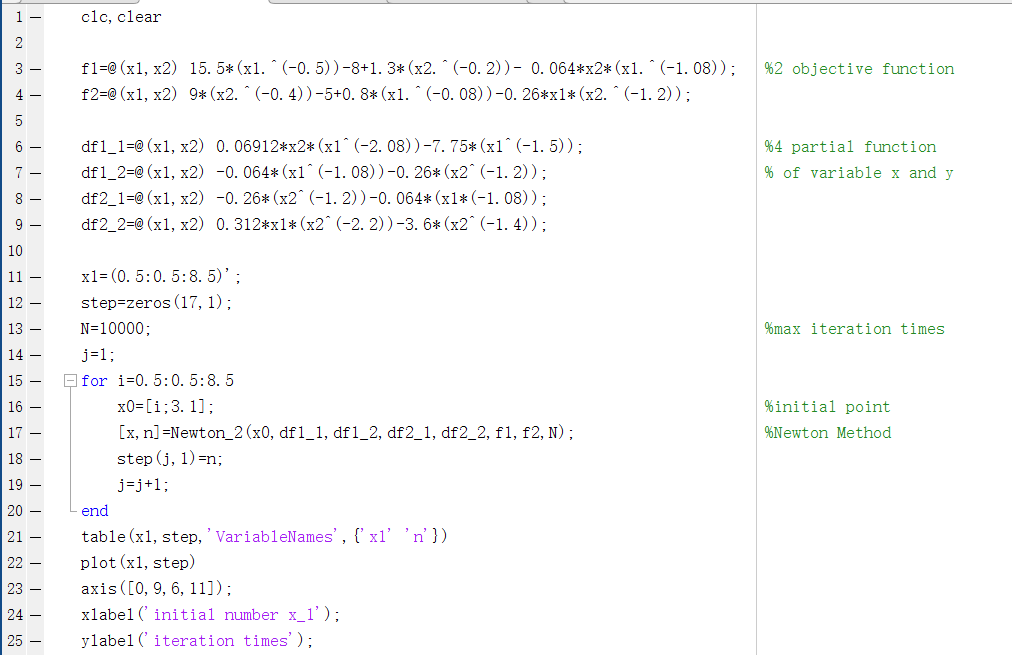 1 — clc,clear
2
3 — f1=@(x1,x2) 15.5*(x1.^(-0.5))-8+1.3*(x2.^(-0.2))- 0.064*x2*(x1.^(-1.08)); %2 objective function
4 — f2=@(x1,x2) 9*(x2.^(-0.4))-5+0.8*(x1.^(-0.08))-0.26*x1*(x2.^(-1.2));
5
6 — df1_1=@(x1,x2) 0.06912*x2*(x1^(-2.08))-7.75*(x1^(-1.5)); %4 partial function
7 — df1_2=@(x1,x2) -0.064*(x1^(-1.08))-0.26*(x2^(-1.2)); % of variable x and y
8 — df2_1=@(x1,x2) -0.26*(x2^(-1.2))-0.064*(x1*(-1.08));
9 — df2_2=@(x1,x2) 0.312*x1*(x2^(-2.2))-3.6*(x2^(-1.4));
10
11 — x1=(0.5:0.5:8.5)';
12 — step=zeros(17,1);
13 — N=10000; %max iteration times
14 — j=1;
15 — for i=0.5:0.5:8.5
16 — x0=[i;3.1]; %initial point
17 — [x,n]=Newton_2(x0,df1_1,df1_2,df2_1,df2_2,f1,f2,N); %Newton Method
18 — step(j,1)=n;
19 — j=j+1;
20 — end
21 — table(x1,step,'VariableNames',{'x1' 'n'})
22 — plot(x1,step)
23 — axis([0,9,6,11]);
24 — xlabel('initial number x_1');
25 — ylabel('iteration times');